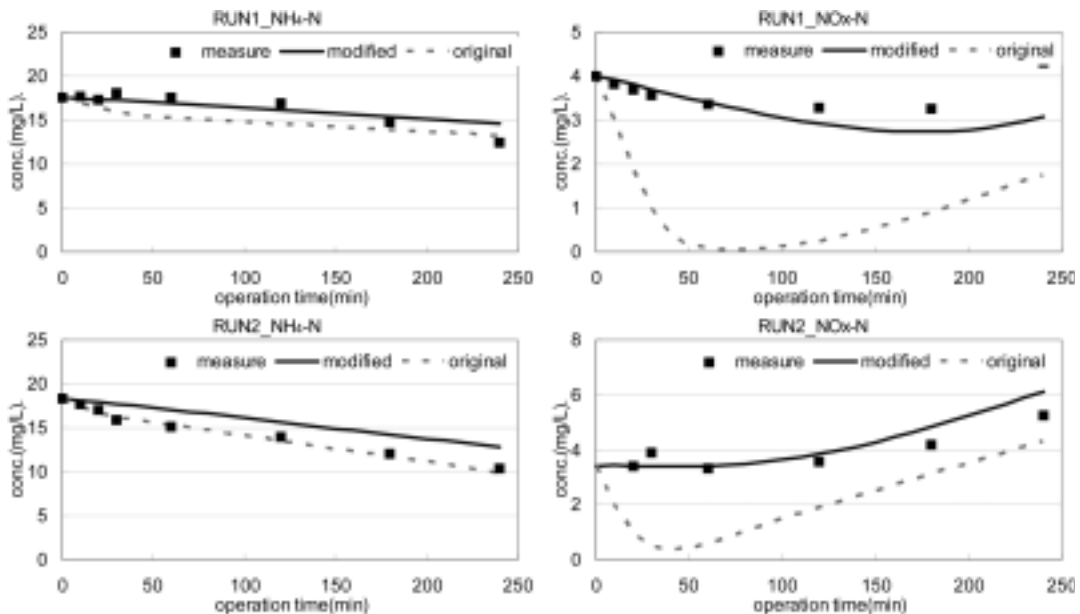 RUN1_NH₄-N
25
measure modified original
20
15
10
5
0
conc.(mg/L).
0 50 100 150 200 250
operation time(min)
RUN1_NOx-N
5
measure modified original
4
3
2
1
0
conc.(mg/L).
0 50 100 150 200 250
operation time(min)
RUN2_NH₄-N
25
measure modified original
20
15
10
5
0
conc.(mg/L).
0 50 100 150 200 250
operation time(min)
RUN2_NOx-N
8
measure modified original
6
4
2
0
conc.(mg/L).
0 50 100 150 200 250
operation time(min)